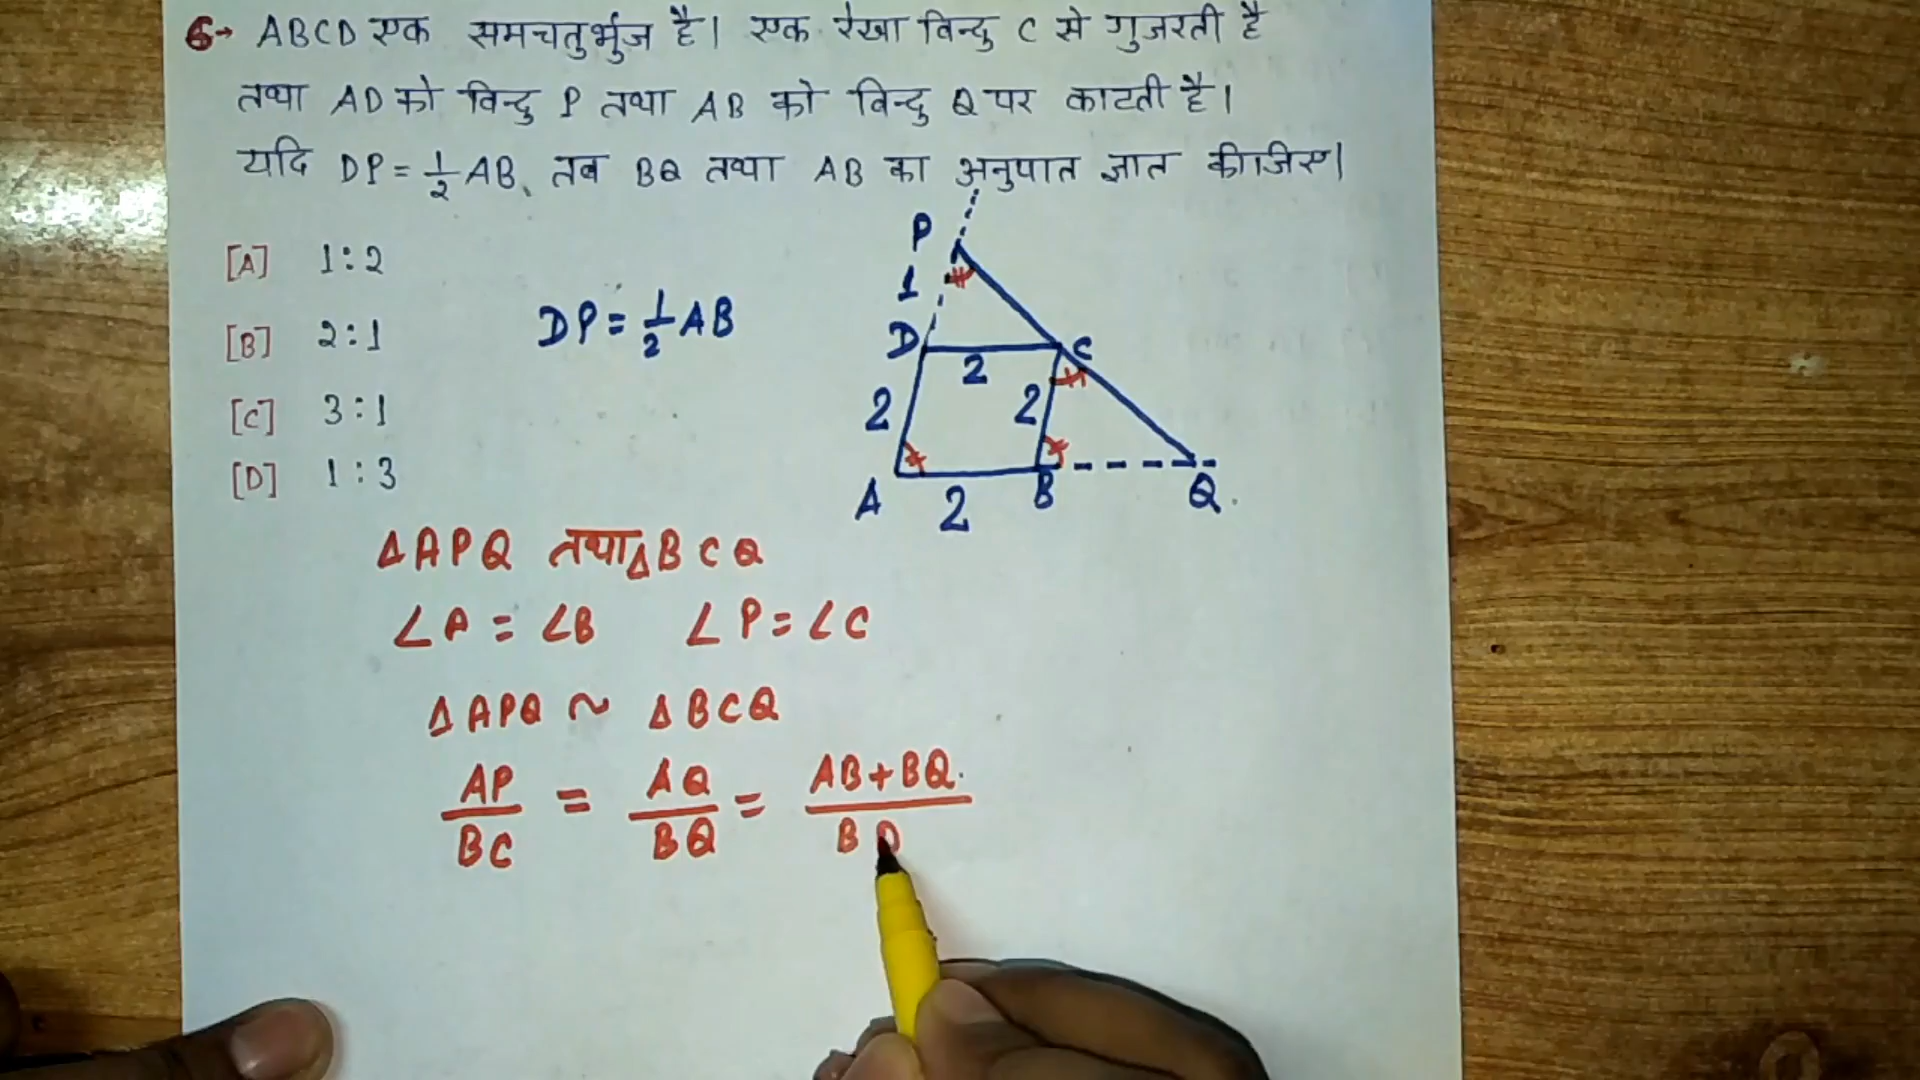 6→ ABCD एक समचतुर्भुज है। एक रेखा विन्दु C से गुजरती है
तथा AD को विन्दु P तथा AB को विन्दु Q पर काटती है।
यदि DP = 1/2 AB, तब BQ तथा AB का अनुपात ज्ञात कीजिए।
[A] 1:2
[B] 2:1
[C] 3:1
[D] 1:3
DP = 1/2 AB
P
1
D
C
2
2
2
A
2
B
Q
ΔAPQ तथा ΔBCQ
∠A = ∠B ∠P = ∠C
ΔAPQ ~ ΔBCQ
AP/BC = AQ/BQ = AB+BQ/BQ